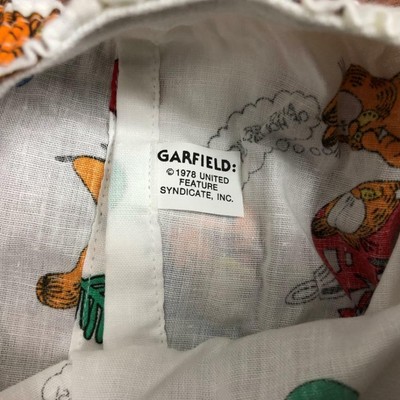 GARFIELD:
© 1978 UNITED
FEATURE
SYNDICATE, INC.